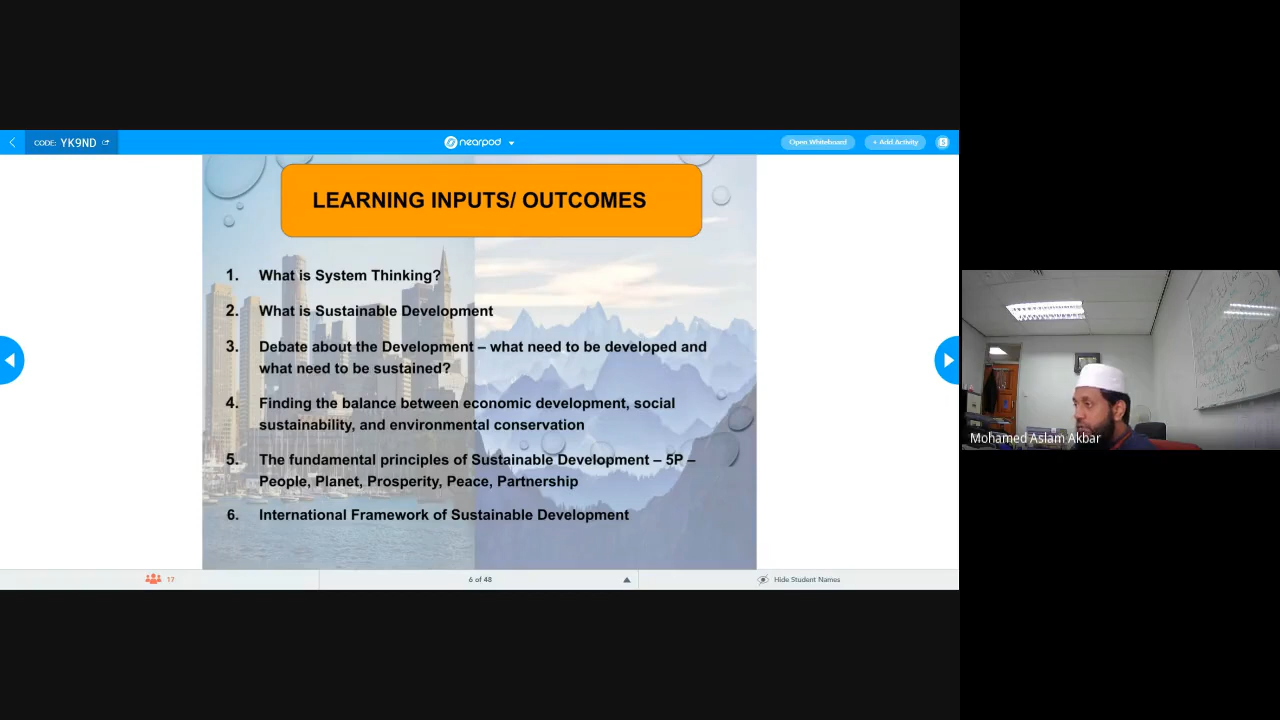 CODE: YK9ND
nearpod
Open Whiteboard
+ Add Activity
LEARNING INPUTS/ OUTCOMES
1. What is System Thinking?
2. What is Sustainable Development
3. Debate about the Development – what need to be developed and
what need to be sustained?
4. Finding the balance between economic development, social
sustainability, and environmental conservation
5. The fundamental principles of Sustainable Development – 5P –
People, Planet, Prosperity, Peace, Partnership
6. International Framework of Sustainable Development
17
6 of 48
Hide Student Names
Mohamed Aslam Akbar